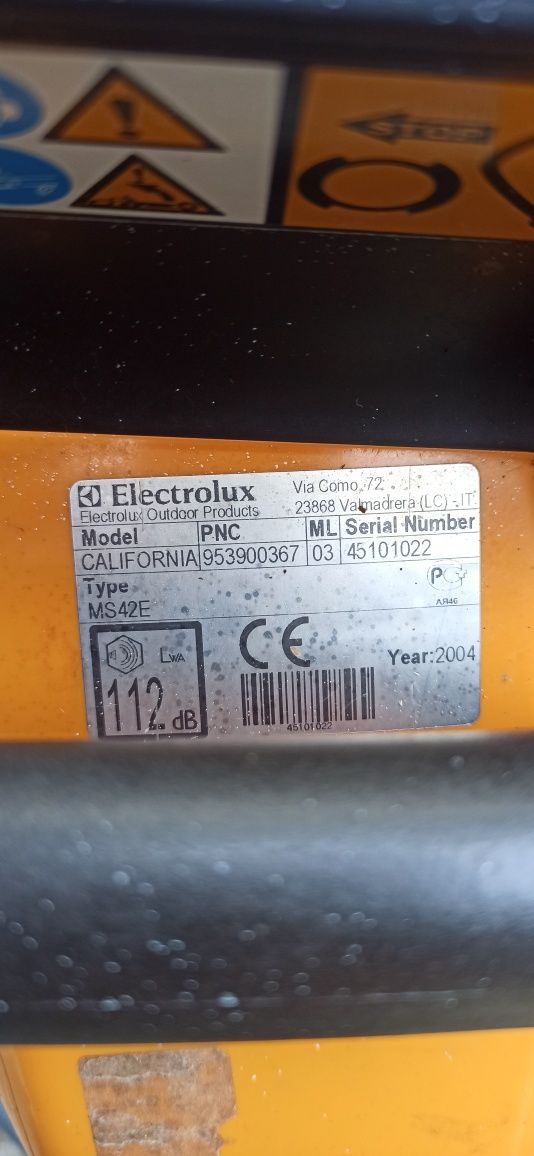 STOP
Electrolux
Electrolux Outdoor Products
Via Como, 72
23868 Valmadrera (LC) - IT
Model PNC ML Serial Number
CALIFORNIA 953900367 03 45101022
Type
MS42E
АЯ46
LWA
112 dB
CE
Year:2004
45101022